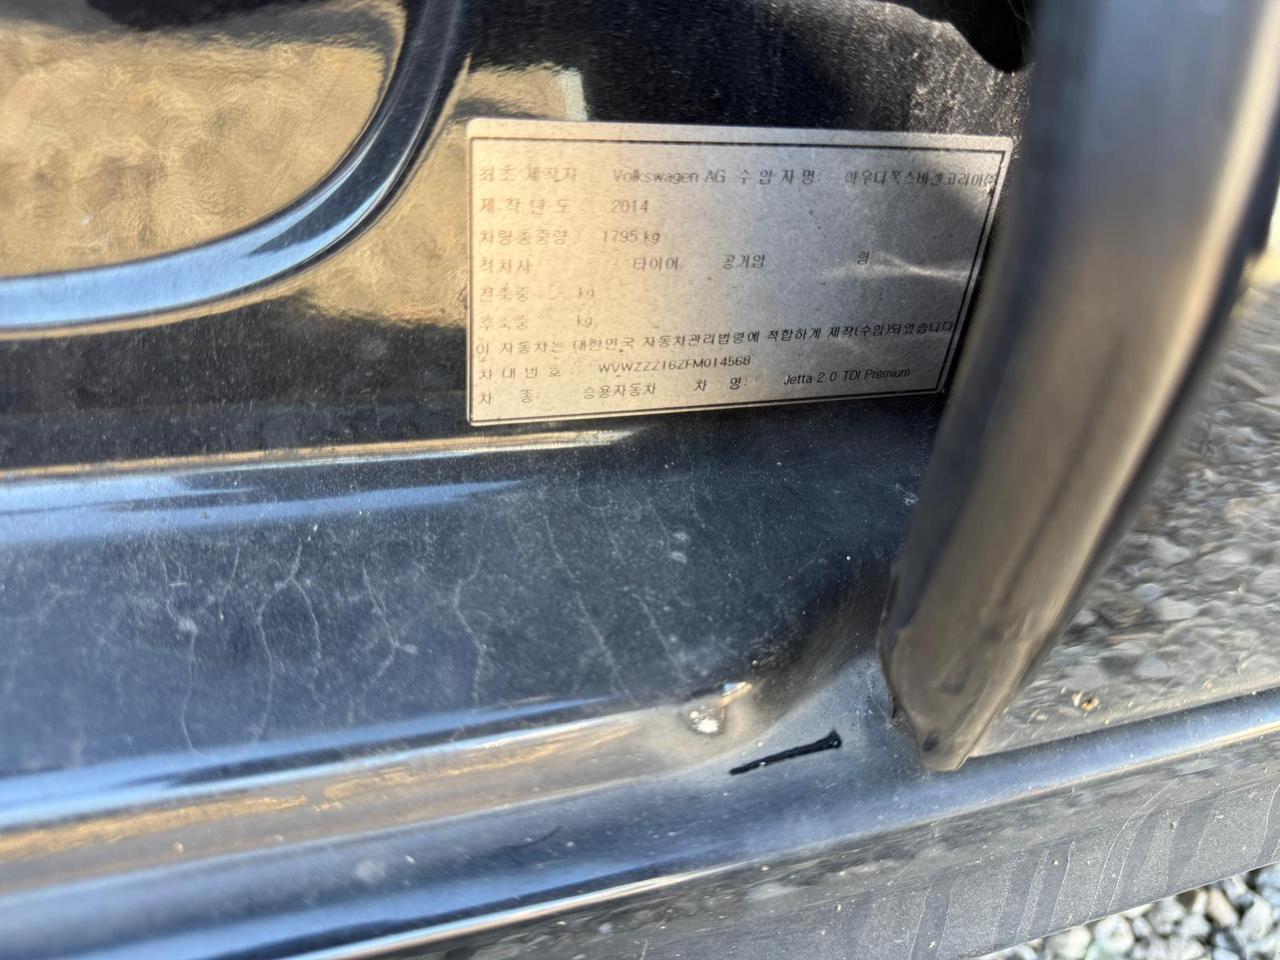 최초 제작자 Volkswagen AG 수 입 자 명: 아우디폭스바겐코리아(주
제 작 년 도 2014
차량총중량 1795 kg
적차시 타이어 공기압 림
전축중 kg
후축중 kg
이 자동차는 대한민국 자동차관리법령에 적합하게 제작(수입)되었습니다
차 대 번 호 : WVWZZZ16ZFM014568
차 종: 승용자동차 차 명: Jetta 2.0 TDI Premium